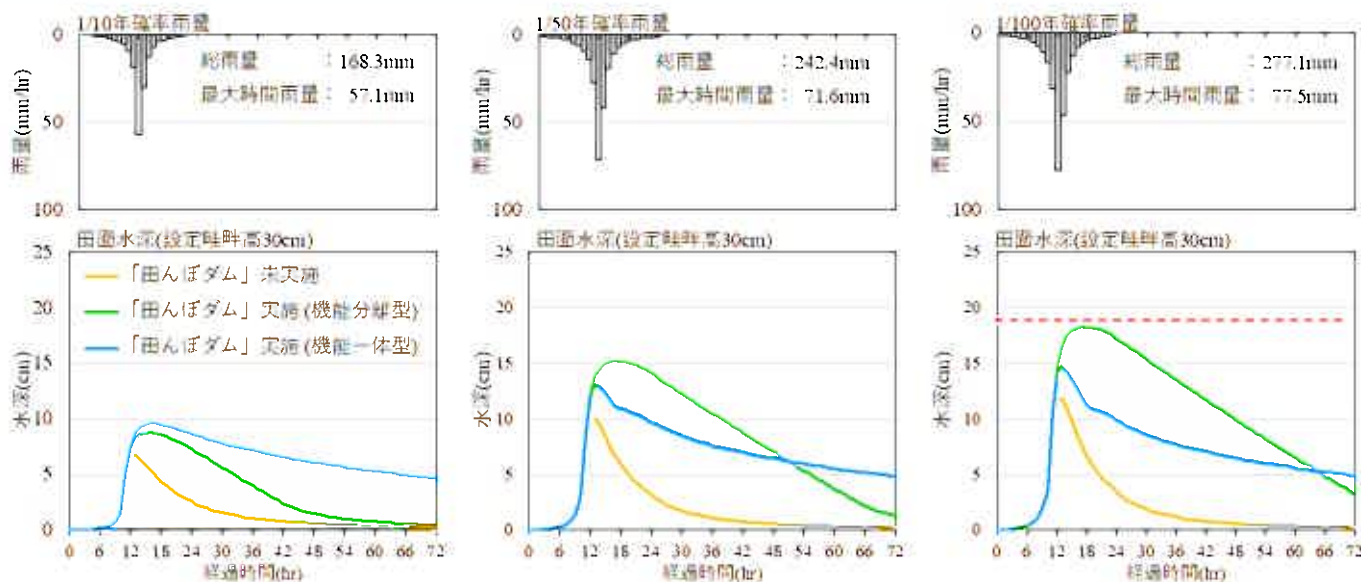 1/10年確率雨量
総雨量 : 168.3mm
最大時間雨量 : 57.1mm
雨量(mm/hr)
0
50
100
1/50年確率雨量
総雨量 : 242.4mm
最大時間雨量 : 71.6mm
雨量(mm/hr)
0
50
100
1/100年確率雨量
総雨量 : 277.1mm
最大時間雨量 : 77.5mm
雨量(mm/hr)
0
50
100
田面水深(設定畦畔高30cm)
「田んぼダム」未実施
「田んぼダム」実施(機能分離型)
「田んぼダム」実施(機能一体型)
水深(cm)
25
20
15
10
5
0
0 6 12 18 24 30 36 42 48 54 60 66 72
経過時間(hr)
田面水深(設定畦畔高30cm)
水深(cm)
25
20
15
10
5
0
0 6 12 18 24 30 36 42 48 54 60 66 72
経過時間(hr)
田面水深(設定畦畔高30cm)
水深(cm)
25
20
15
10
5
0
0 6 12 18 24 30 36 42 48 54 60 66 72
経過時間(hr)